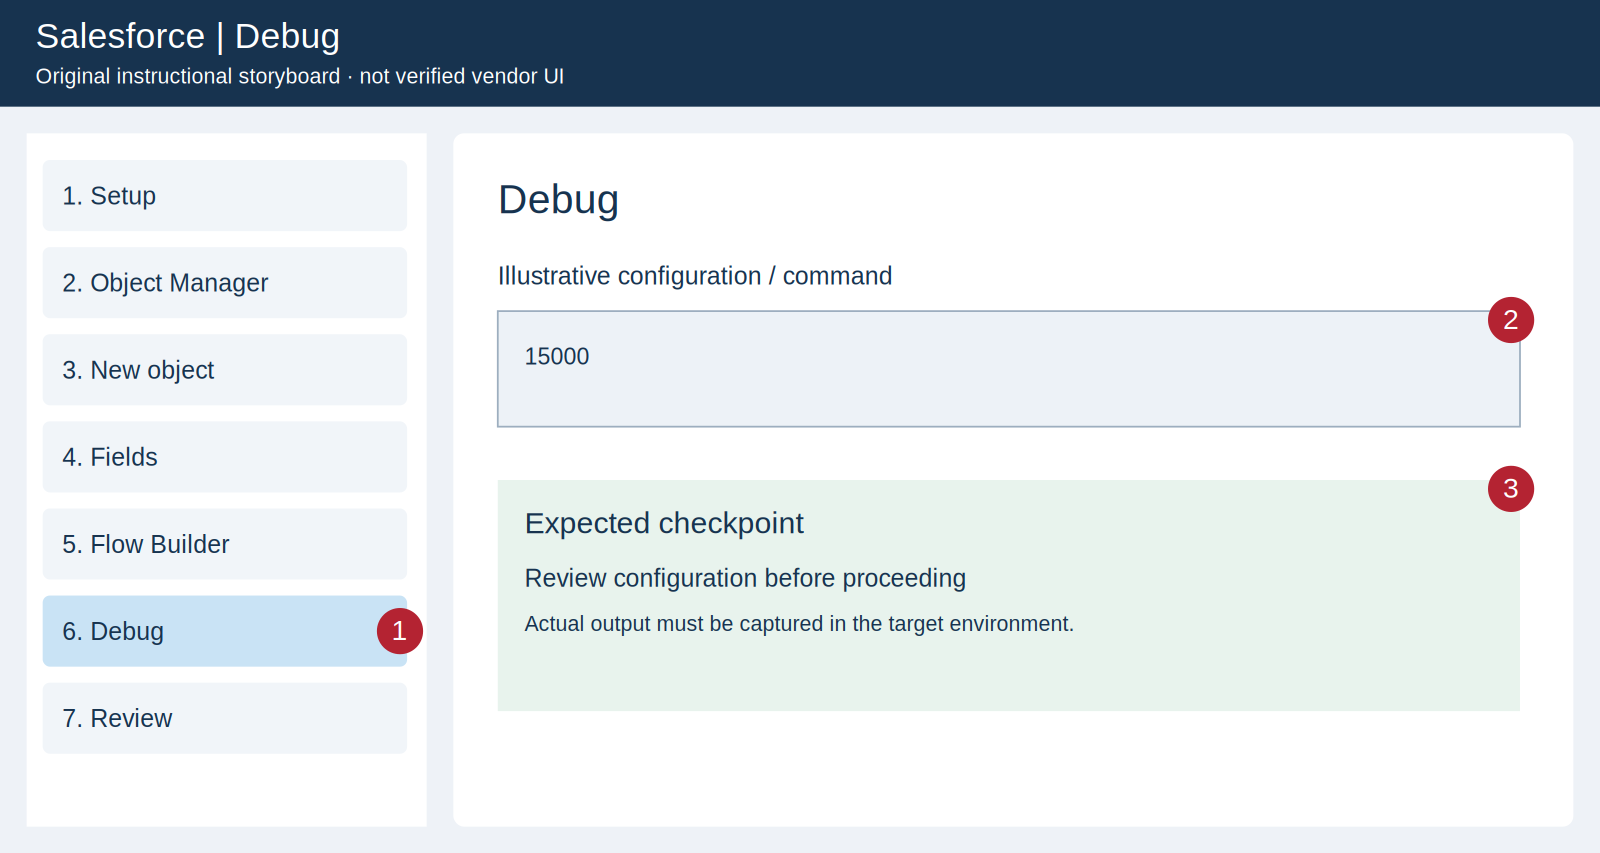 Salesforce | Debug
Original instructional storyboard · not verified vendor UI
1. Setup
2. Object Manager
3. New object
4. Fields
5. Flow Builder
6. Debug
1
7. Review
Debug
Illustrative configuration / command
2
15000
3
Expected checkpoint
Review configuration before proceeding
Actual output must be captured in the target environment.